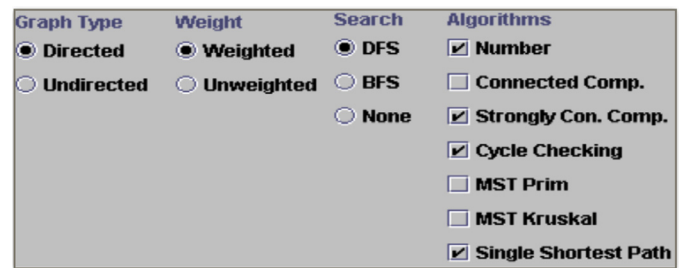 Graph Type Weight Search Algorithms
Directed Weighted DFS Number
Undirected Unweighted BFS Connected Comp.
None Strongly Con. Comp.
Cycle Checking
MST Prim
MST Kruskal
Single Shortest Path